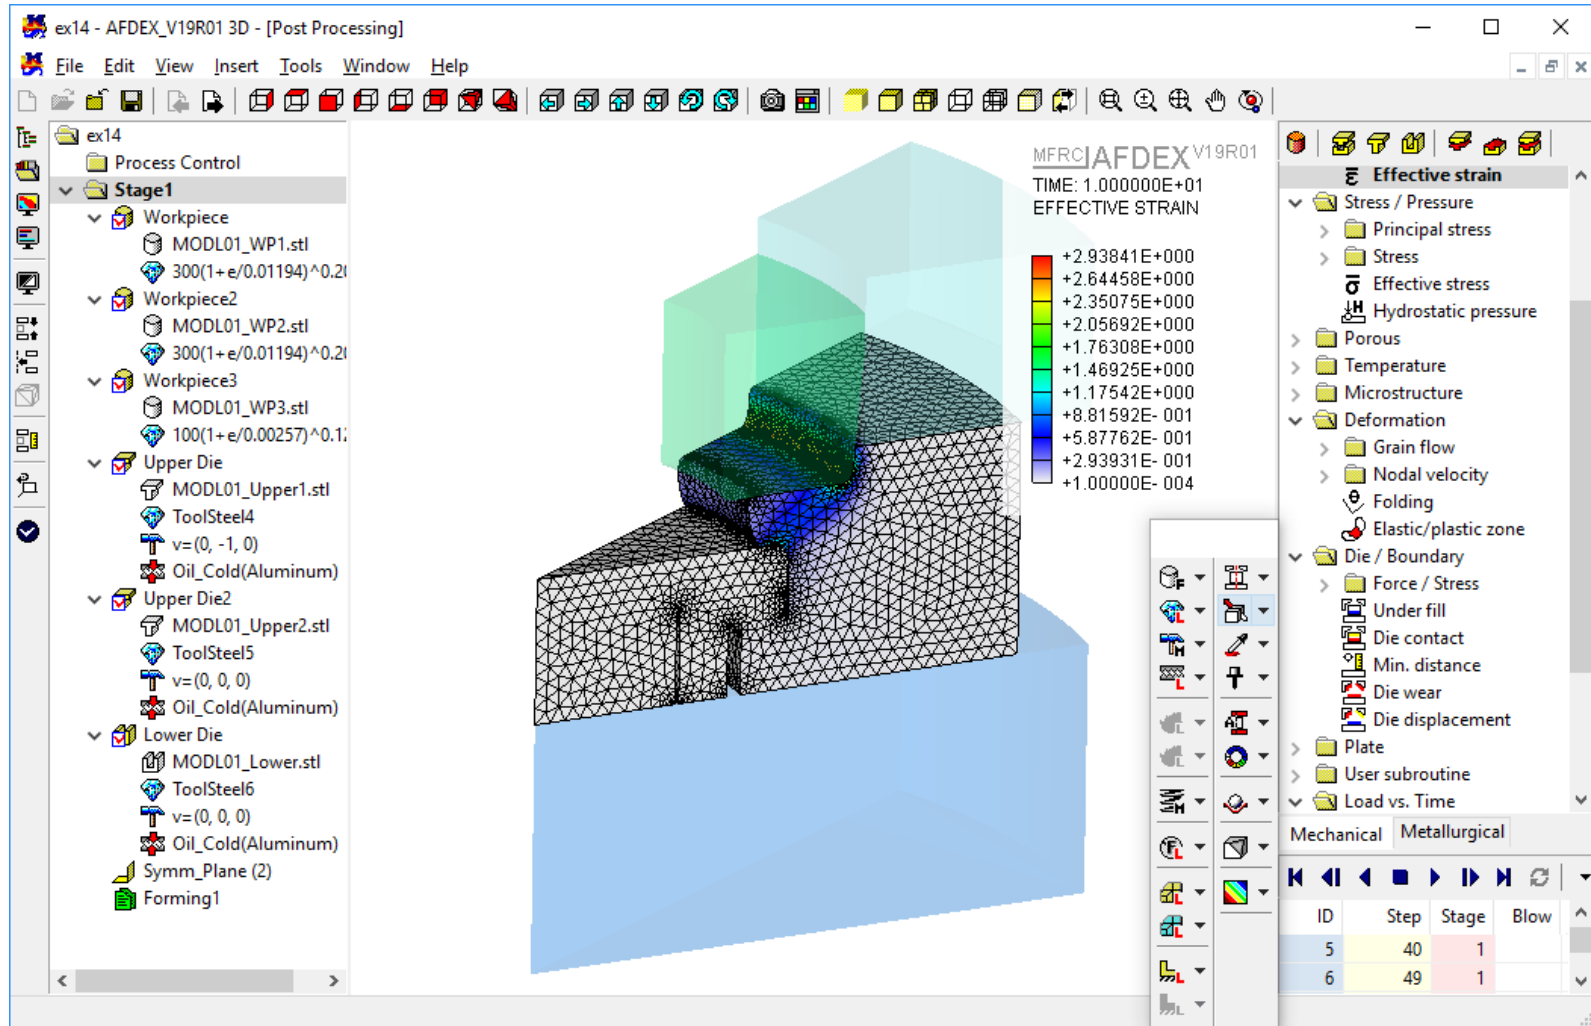 ex14 - AFDEX_V19R01 3D - [Post Processing]
File Edit View Insert Tools Window Help
ex14
Process Control
Stage1
Workpiece
MODL01_WP1.stl
300(1+e/0.01194)^0.20
Workpiece2
MODL01_WP2.stl
300(1+e/0.01194)^0.20
Workpiece3
MODL01_WP3.stl
100(1+e/0.00257)^0.12
Upper Die
MODL01_Upper1.stl
ToolSteel4
v=(0, -1, 0)
Oil_Cold(Aluminum)
Upper Die2
MODL01_Upper2.stl
ToolSteel5
v=(0, 0, 0)
Oil_Cold(Aluminum)
Lower Die
MODL01_Lower.stl
ToolSteel6
v=(0, 0, 0)
Oil_Cold(Aluminum)
Symm_Plane (2)
Forming1
MFRC AFDEX V19R01
TIME: 1.000000E+01
EFFECTIVE STRAIN
+2.93841E+000
+2.64458E+000
+2.35075E+000
+2.05692E+000
+1.76308E+000
+1.46925E+000
+1.17542E+000
+8.81592E-001
+5.87762E-001
+2.93931E-001
+1.00000E-004
Effective strain
Stress / Pressure
Principal stress
Stress
Effective stress
Hydrostatic pressure
Porous
Temperature
Microstructure
Deformation
Grain flow
Nodal velocity
Folding
Elastic/plastic zone
Die / Boundary
Force / Stress
Under fill
Die contact
Min. distance
Die wear
Die displacement
Plate
User subroutine
Load vs. Time
Mechanical Metallurgical
ID Step Stage Blow
5 40 1
6 49 1